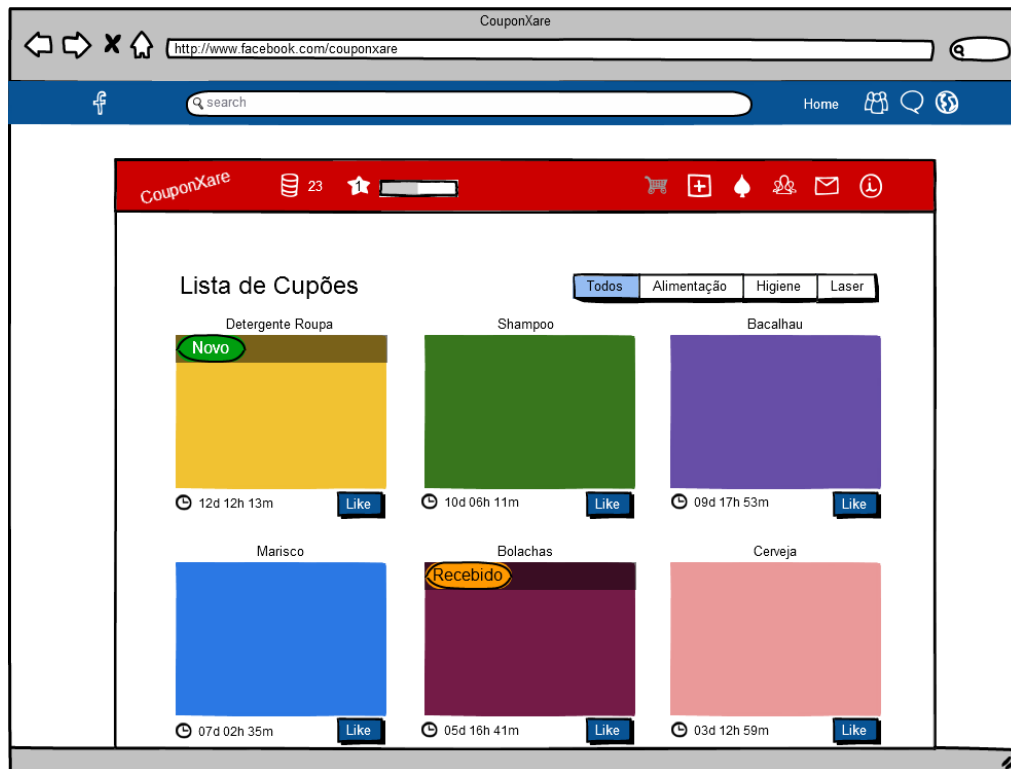 CouponXare
http://www.facebook.com/couponxare
search
Home
CouponXare
23
1
Lista de Cupões
Todos Alimentação Higiene Laser
Detergente Roupa Shampoo Bacalhau
Novo
12d 12h 13m Like 10d 06h 11m Like 09d 17h 53m Like
Marisco Bolachas Cerveja
Recebido
07d 02h 35m Like 05d 16h 41m Like 03d 12h 59m Like